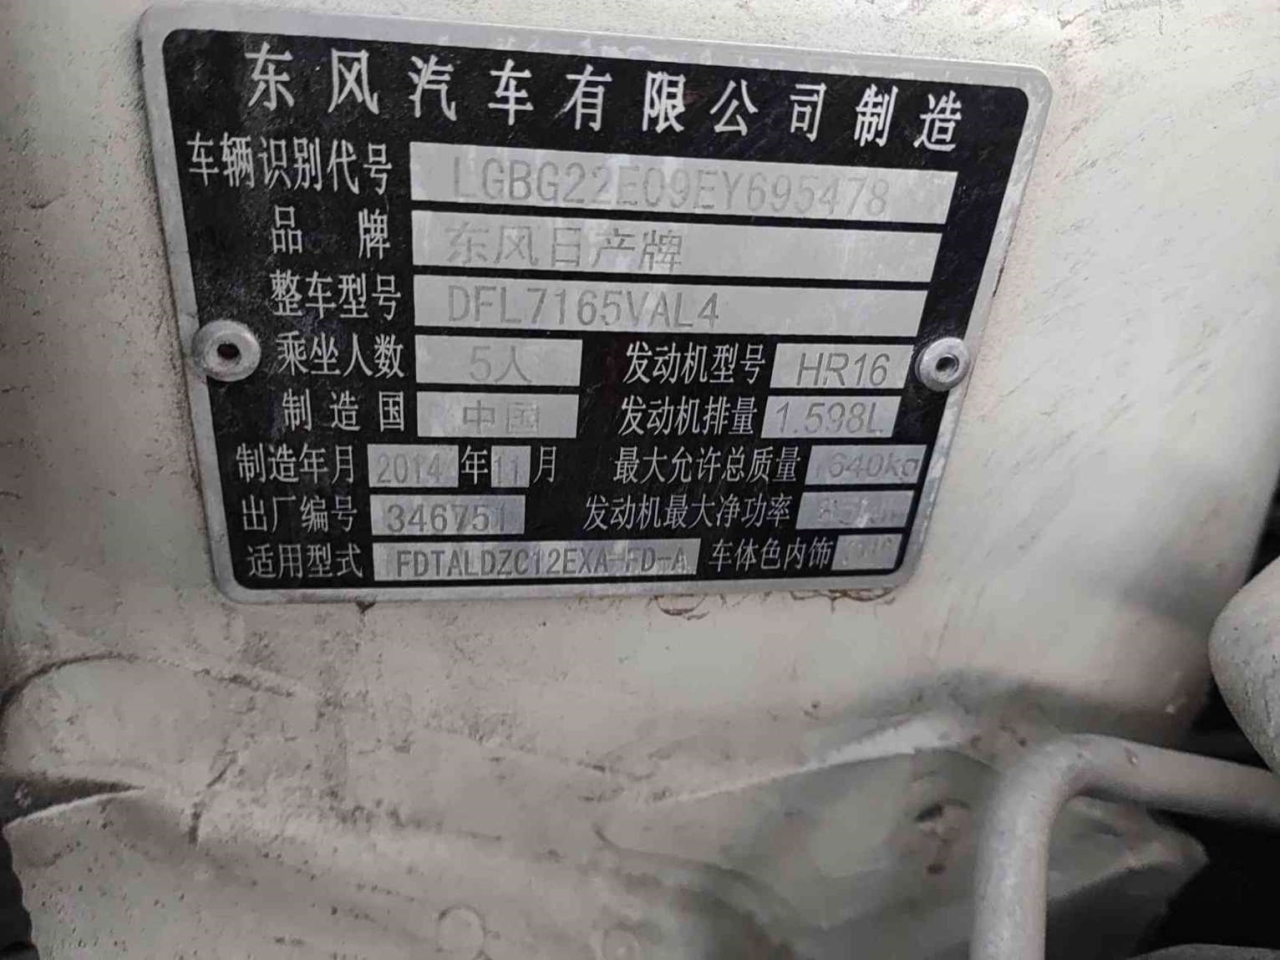 东风汽车有限公司制造
车辆识别代号 LGBG22E09EY695478
品牌 东风日产牌
整车型号 DFL7165VAL4
乘坐人数 5人 发动机型号 HR16
制造国 中国 发动机排量 1.598L
制造年月 2014年11月 最大允许总质量 1640kg
出厂编号 346751 发动机最大净功率
适用型式 FDTALDZC12EXA-FD-A 车体色内饰